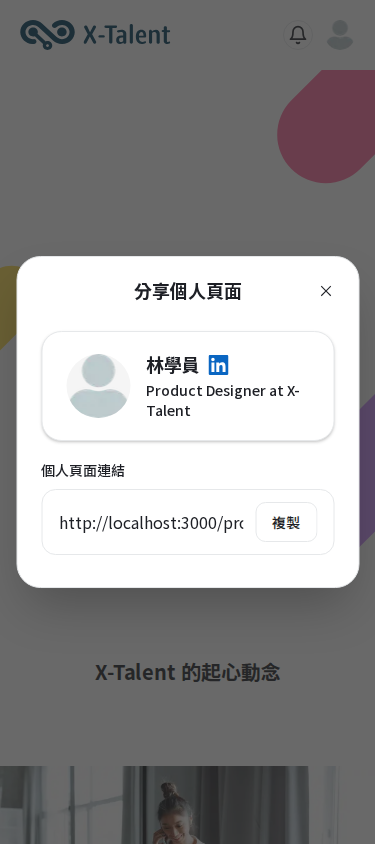 X-Talent
分享個人頁面
林學員
Product Designer at X-
Talent
個人頁面連結
http://localhost:3000/pro
複製
X-Talent 的起心動念